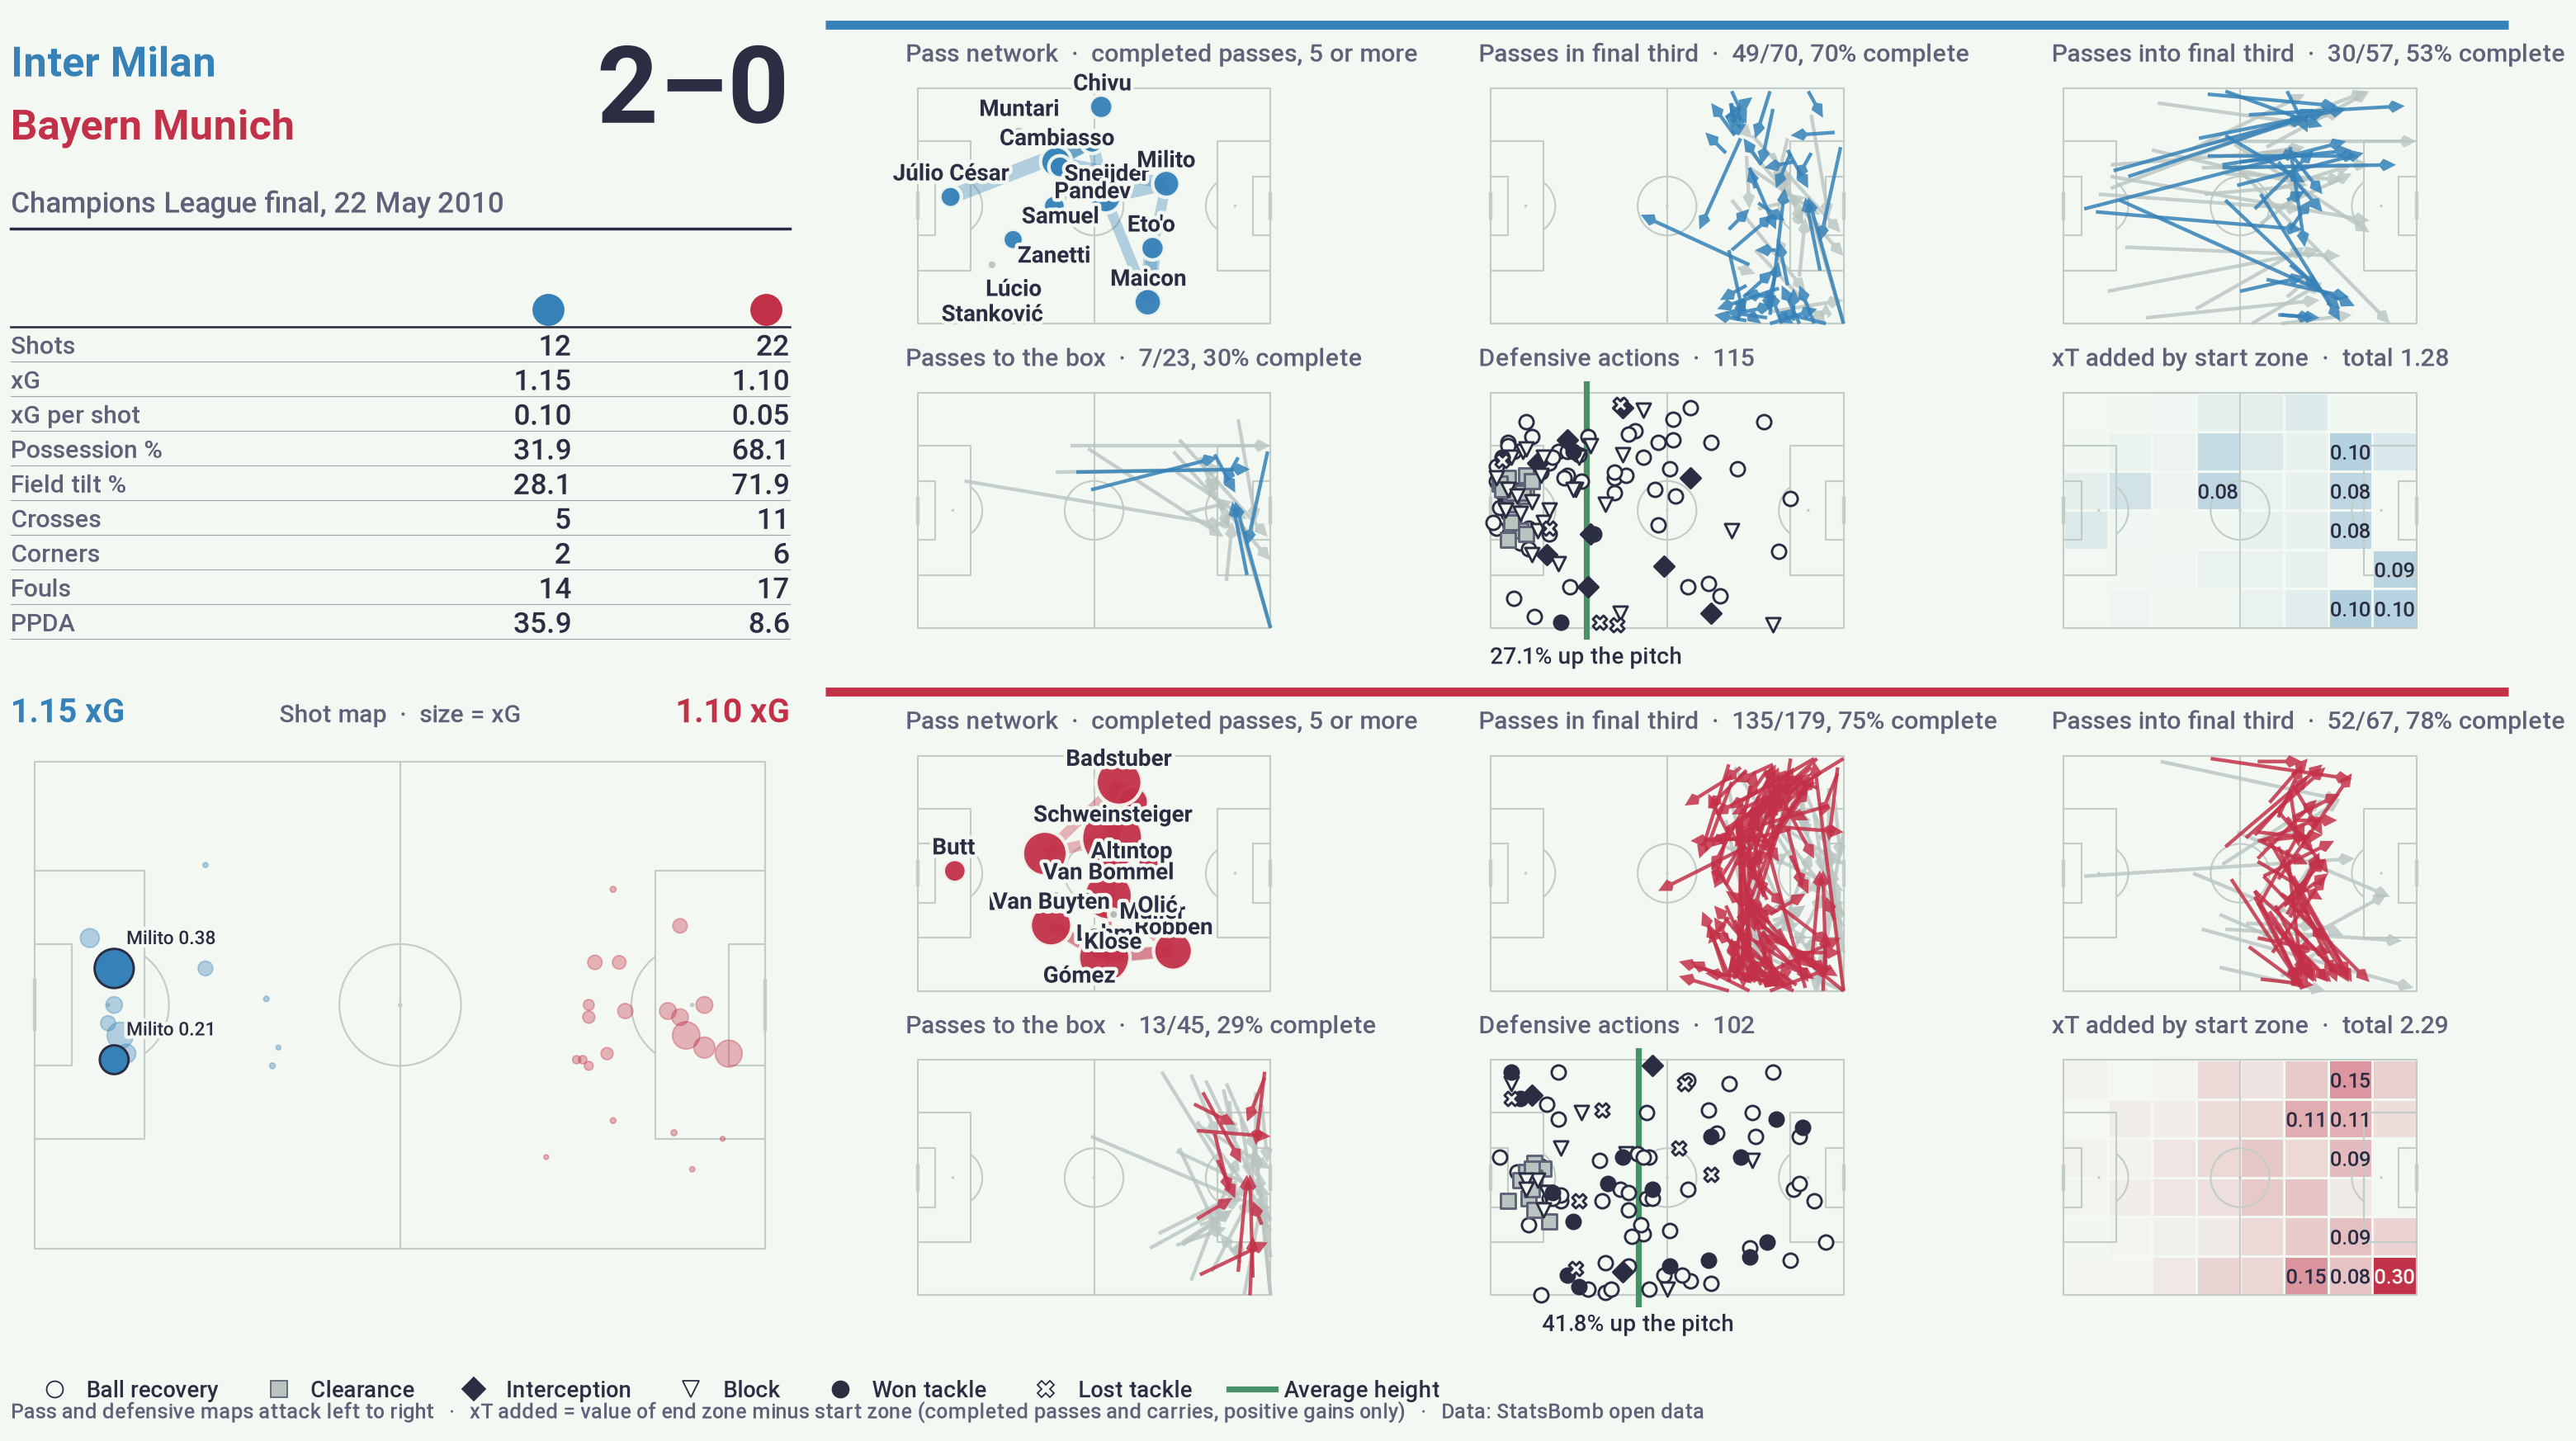 Inter Milan
Bayern Munich
2–0
Champions League final, 22 May 2010
Shots 12 22
xG 1.15 1.10
xG per shot 0.10 0.05
Possession % 31.9 68.1
Field tilt % 28.1 71.9
Crosses 5 11
Corners 2 6
Fouls 14 17
PPDA 35.9 8.6
1.15 xG
Shot map · size = xG
1.10 xG
Milito 0.38
Milito 0.21
Pass network · completed passes, 5 or more
Chivu
Muntari
Cambiasso
Milito
Júlio César
Sneijder
Pandev
Samuel
Eto'o
Zanetti
Maicon
Lúcio
Stanković
Passes in final third · 49/70, 70% complete
Passes into final third · 30/57, 53% complete
Passes to the box · 7/23, 30% complete
Defensive actions · 115
27.1% up the pitch
xT added by start zone · total 1.28
0.10
0.08 0.08
0.08
0.09
0.10 0.10
Pass network · completed passes, 5 or more
Badstuber
Schweinsteiger
Butt
Altıntop
Van Bommel
Van Buyten
Olić
Robben
Klose
Gómez
Passes in final third · 135/179, 75% complete
Passes into final third · 52/67, 78% complete
Passes to the box · 13/45, 29% complete
Defensive actions · 102
41.8% up the pitch
xT added by start zone · total 2.29
0.15
0.11 0.11
0.09
0.09
0.15 0.08 0.30
Ball recovery Clearance Interception Block Won tackle Lost tackle Average height
Pass and defensive maps attack left to right · xT added = value of end zone minus start zone (completed passes and carries, positive gains only) · Data: StatsBomb open data